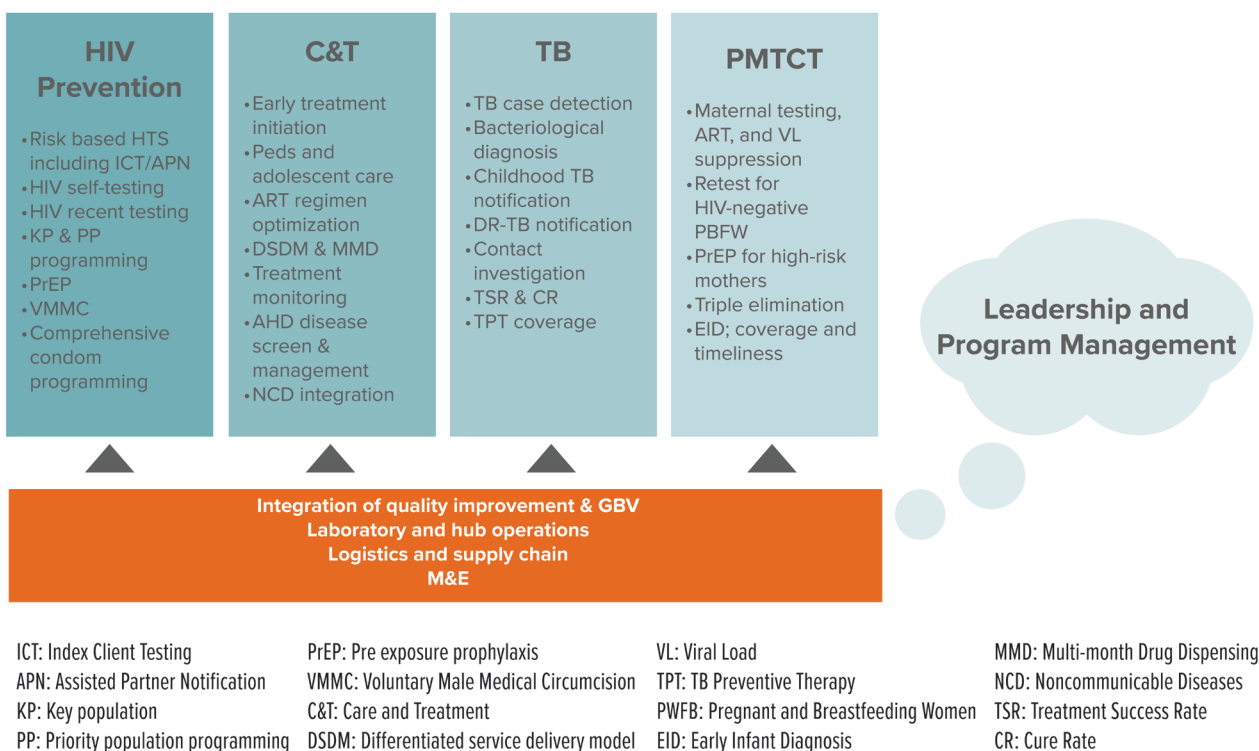 HIV
Prevention
•Risk based HTS
including ICT/APN
•HIV self-testing
•HIV recent testing
•KP & PP
programming
•PrEP
•VMMC
•Comprehensive
condom
programming
C&T
•Early treatment
initiation
•Peds and
adolescent care
•ART regimen
optimization
•DSDM & MMD
•Treatment
monitoring
•AHD disease
screen &
management
•NCD integration
TB
•TB case detection
•Bacteriological
diagnosis
•Childhood TB
notification
•DR-TB notification
•Contact
investigation
•TSR & CR
•TPT coverage
PMTCT
•Maternal testing,
ART, and VL
suppression
•Retest for
HIV-negative
PBFW
•PrEP for high-risk
mothers
•Triple elimination
•EID; coverage and
timeliness
Leadership and
Program Management
Integration of quality improvement & GBV
Laboratory and hub operations
Logistics and supply chain
M&E
ICT: Index Client Testing
APN: Assisted Partner Notification
KP: Key population
PP: Priority population programming
PrEP: Pre exposure prophylaxis
VMMC: Voluntary Male Medical Circumcision
C&T: Care and Treatment
DSDM: Differentiated service delivery model
VL: Viral Load
TPT: TB Preventive Therapy
PWFB: Pregnant and Breastfeeding Women
EID: Early Infant Diagnosis
MMD: Multi-month Drug Dispensing
NCD: Noncommunicable Diseases
TSR: Treatment Success Rate
CR: Cure Rate